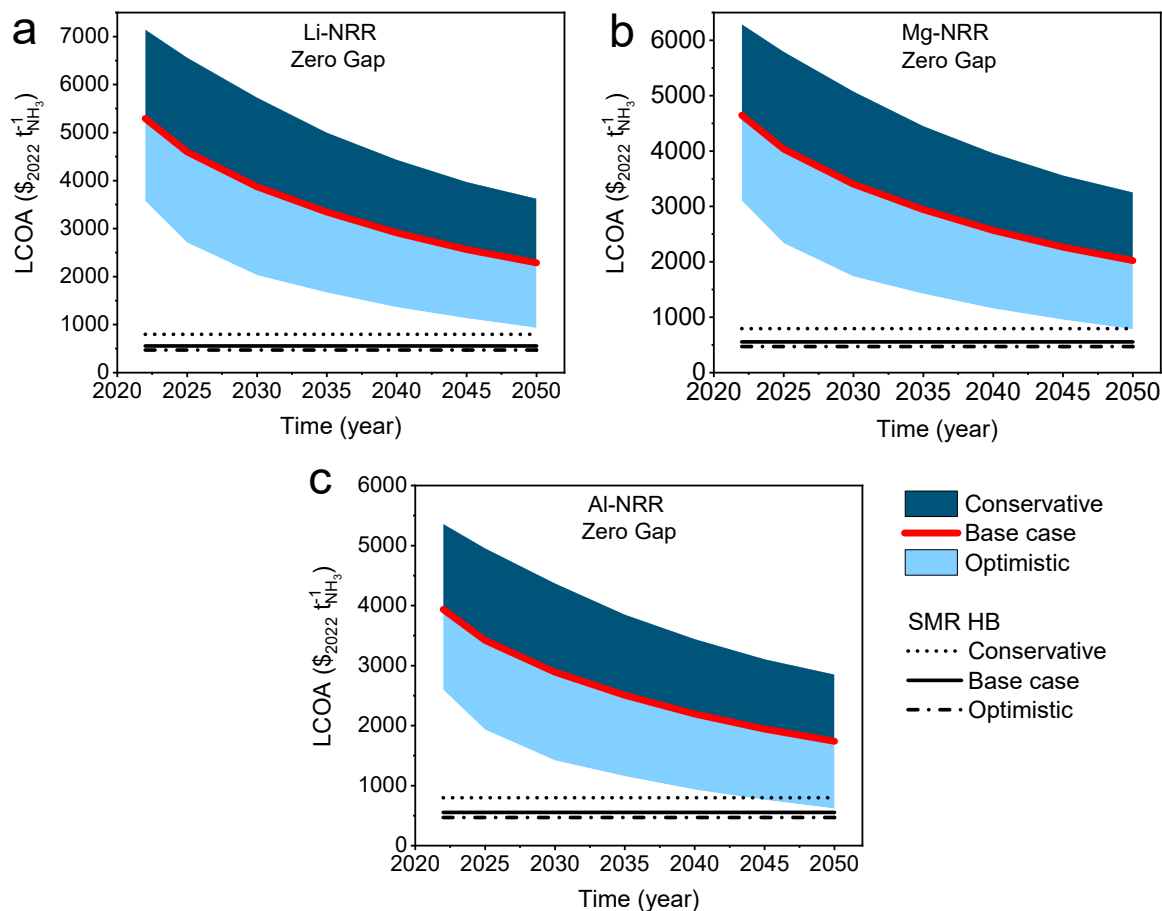 a
Li-NRR
Zero Gap
LCOA ($2022 t-1NH3)
7000
6000
5000
4000
3000
2000
1000
0
2020 2025 2030 2035 2040 2045 2050
Time (year)
b
Mg-NRR
Zero Gap
LCOA ($2022 t-1NH3)
6000
5000
4000
3000
2000
1000
0
2020 2025 2030 2035 2040 2045 2050
Time (year)
c
Al-NRR
Zero Gap
LCOA ($2022 t-1NH3)
6000
5000
4000
3000
2000
1000
0
2020 2025 2030 2035 2040 2045 2050
Time (year)
Conservative
Base case
Optimistic
SMR HB
Conservative
Base case
Optimistic